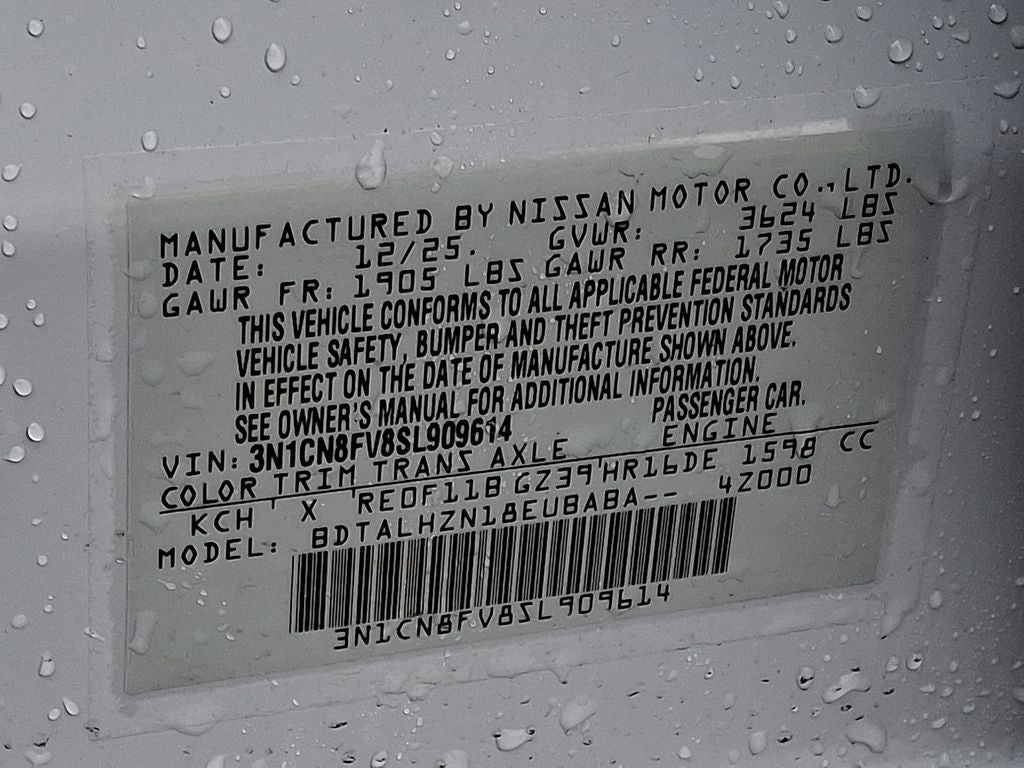 MANUFACTURED BY NISSAN MOTOR CO.,LTD.
DATE: 12/25. GVWR: 3624 LBS
GAWR FR: 1905 LBS GAWR RR: 1735 LBS
THIS VEHICLE CONFORMS TO ALL APPLICABLE FEDERAL MOTOR
VEHICLE SAFETY, BUMPER AND THEFT PREVENTION STANDARDS
IN EFFECT ON THE DATE OF MANUFACTURE SHOWN ABOVE.
SEE OWNER'S MANUAL FOR ADDITIONAL INFORMATION.
VIN: 3N1CN8FV8SL909614 PASSENGER CAR.
COLOR TRIM TRANS AXLE ENGINE
KCH X RE0F11B GZ39 HR16DE 1598 CC
MODEL: BDTALHZN18EUBABA-- 42000
3N1CN8FV8SL909614